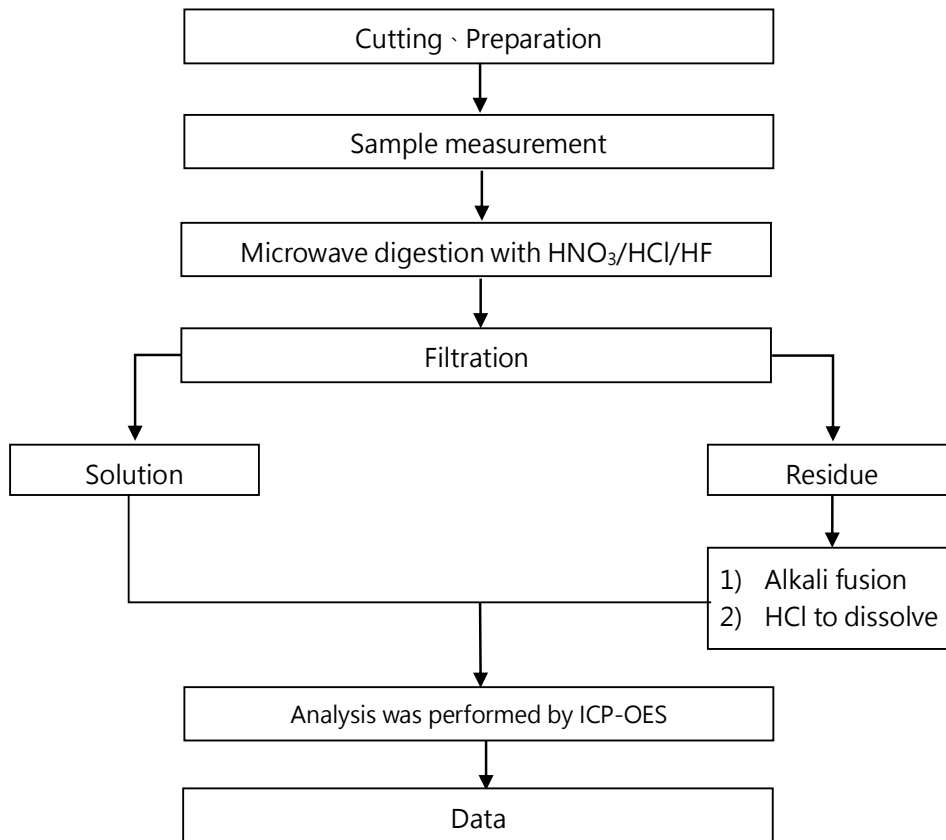 Cutting、Preparation
Sample measurement
Microwave digestion with HNO₃/HCl/HF
Filtration
Solution
Residue
1) Alkali fusion
2) HCl to dissolve
Analysis was performed by ICP-OES
Data